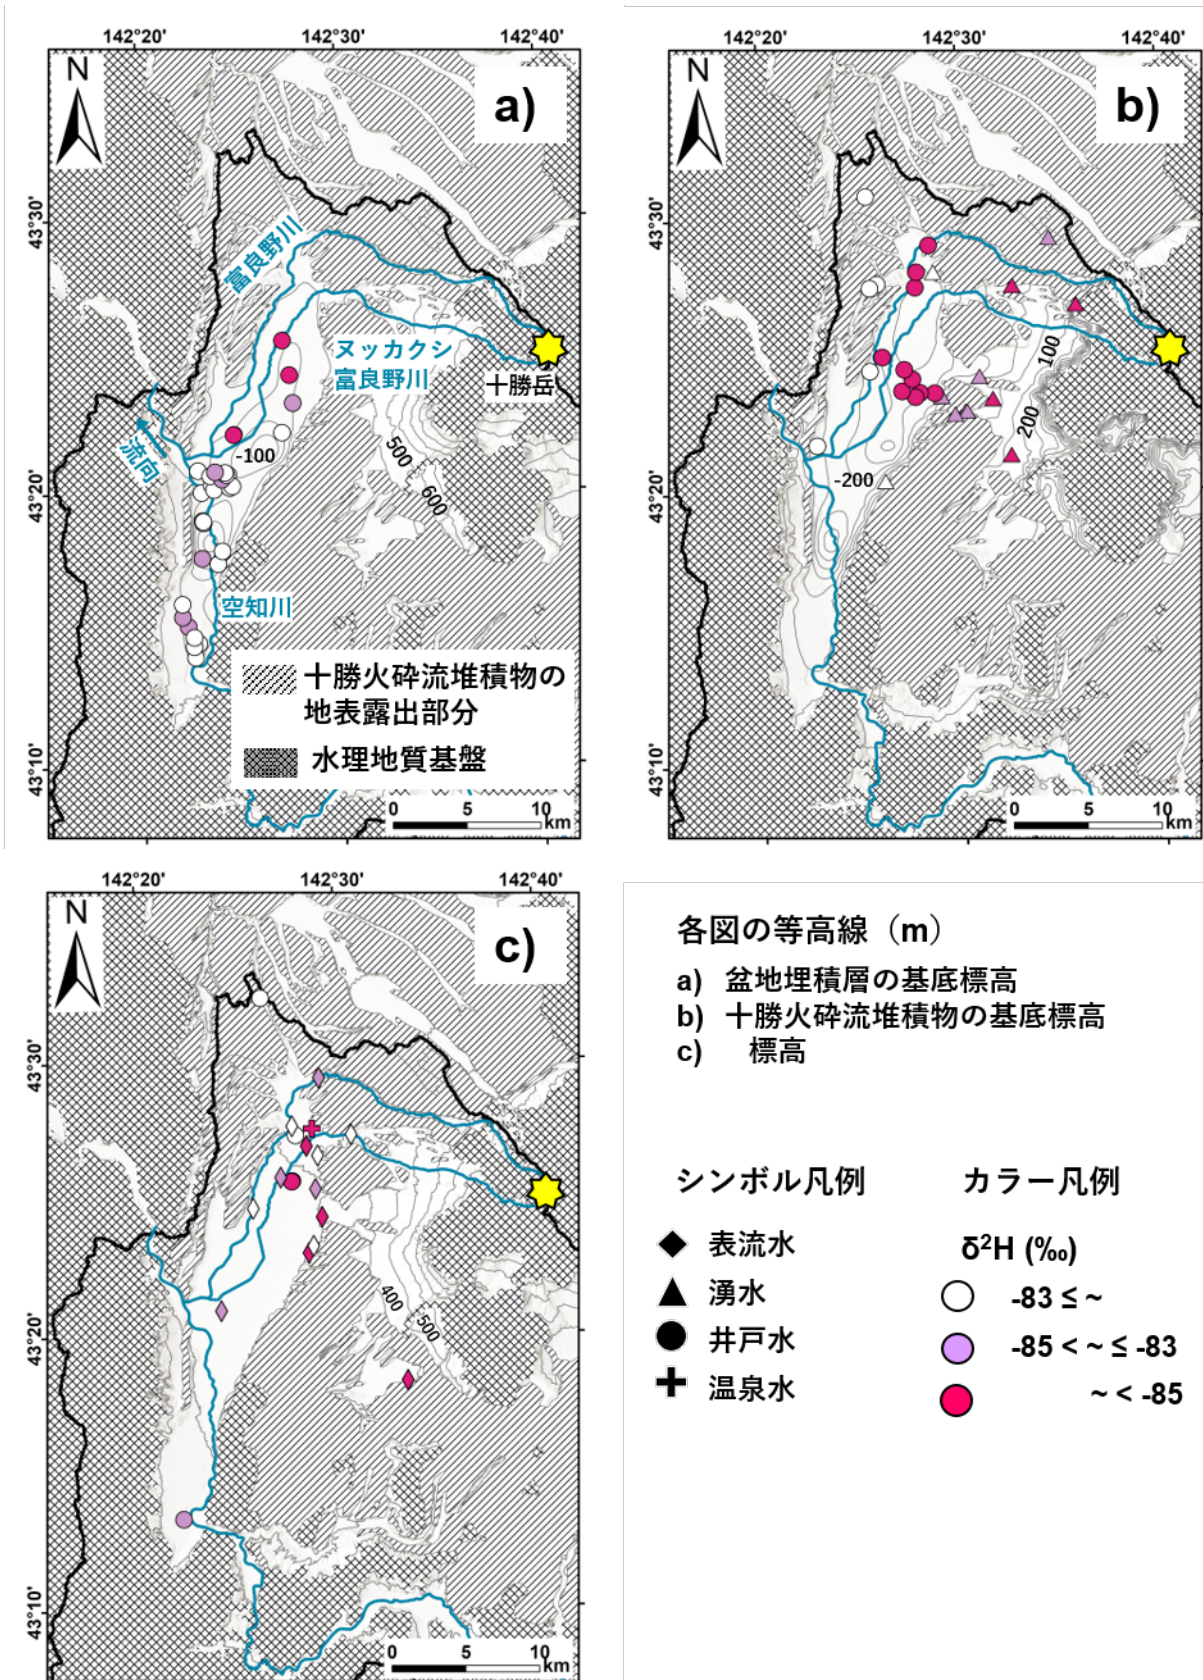 142°20' 142°30' 142°40'
N
a)
43°30'
富良野川
ヌッカクシ
富良野川
十勝岳
流向
-100
500
600
43°20'
空知川
十勝火砕流堆積物の
地表露出部分
水理地質基盤
43°10'
0 5 10
km
142°20' 142°30' 142°40'
N
b)
43°30'
100
200
-200
43°20'
43°10'
0 5 10
km
142°20' 142°30' 142°40'
N
c)
43°30'
400
500
43°20'
43°10'
0 5 10
km
各図の等高線（m）
a) 盆地埋積層の基底標高
b) 十勝火砕流堆積物の基底標高
c) 標高
シンボル凡例
表流水
湧水
井戸水
温泉水
カラー凡例
δ²H (‰)
-83 ≤ ~
-85 < ~ ≤ -83
~ < -85